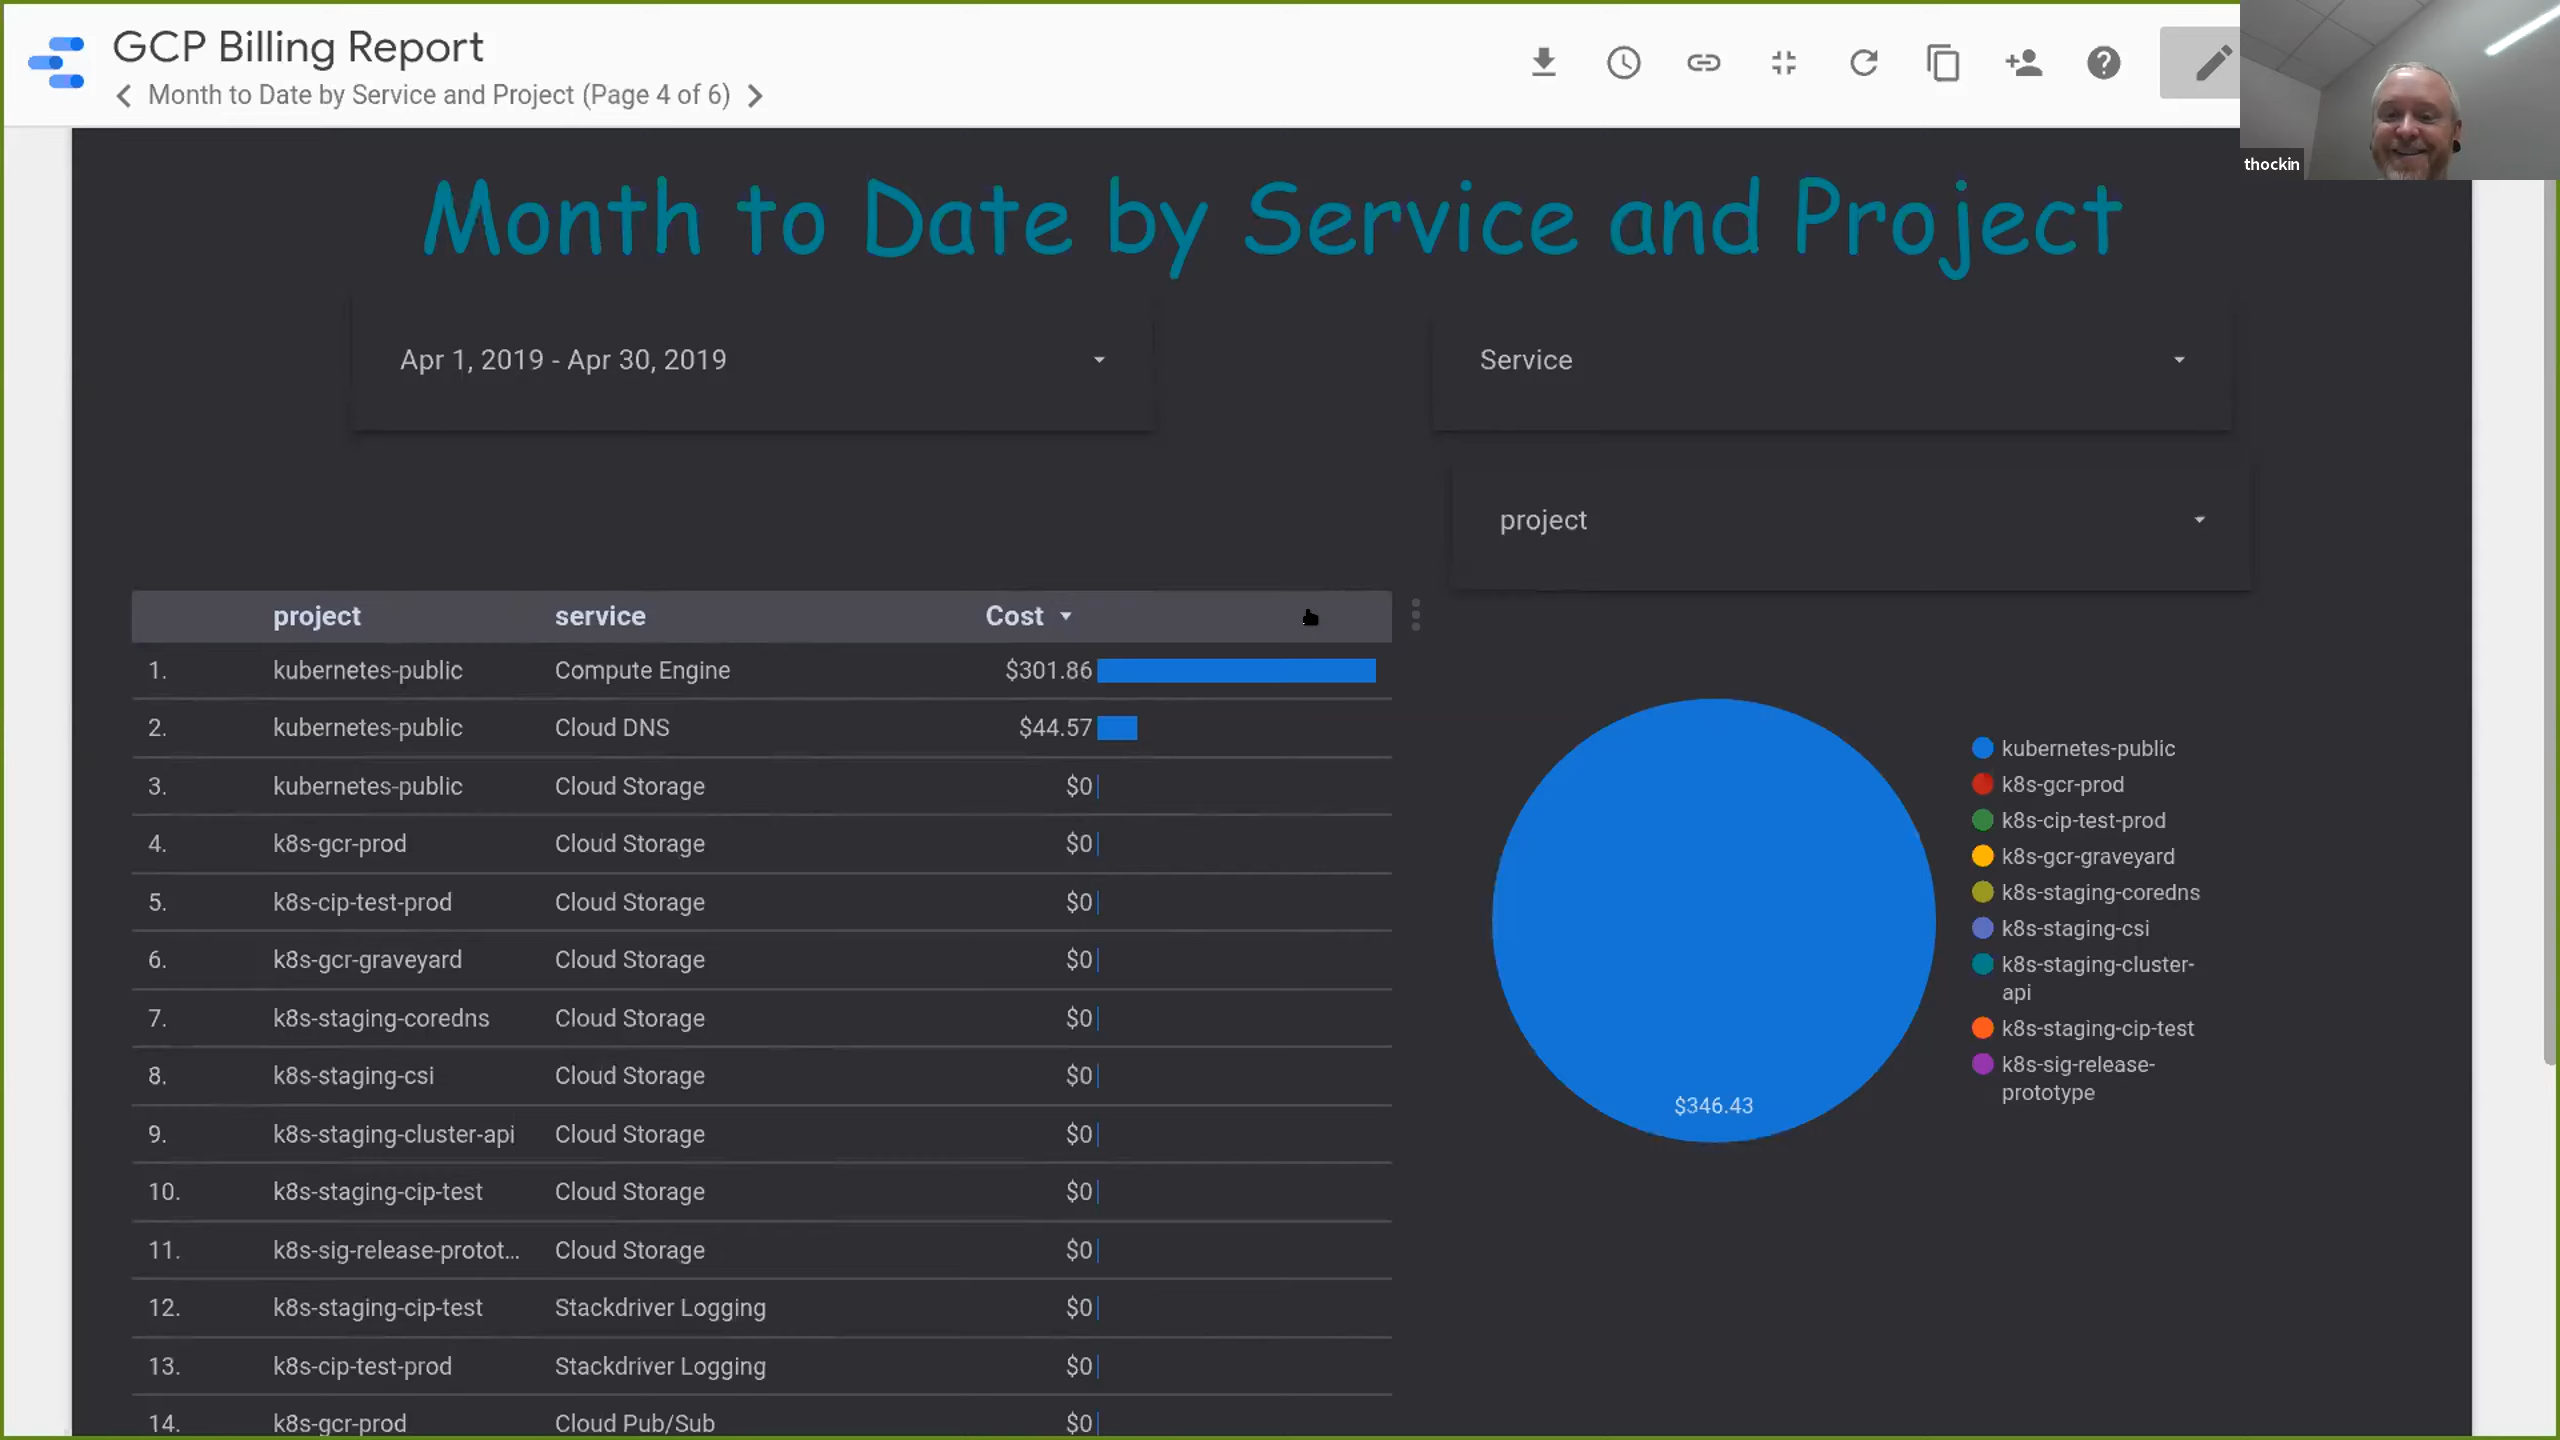 GCP Billing Report
Month to Date by Service and Project (Page 4 of 6)
thockin
Month to Date by Service and Project
Apr 1, 2019 - Apr 30, 2019
Service
project
project service Cost
1. kubernetes-public Compute Engine $301.86
2. kubernetes-public Cloud DNS $44.57
3. kubernetes-public Cloud Storage $0
4. k8s-gcr-prod Cloud Storage $0
5. k8s-cip-test-prod Cloud Storage $0
6. k8s-gcr-graveyard Cloud Storage $0
7. k8s-staging-coredns Cloud Storage $0
8. k8s-staging-csi Cloud Storage $0
9. k8s-staging-cluster-api Cloud Storage $0
10. k8s-staging-cip-test Cloud Storage $0
11. k8s-sig-release-protot... Cloud Storage $0
12. k8s-staging-cip-test Stackdriver Logging $0
13. k8s-cip-test-prod Stackdriver Logging $0
14. k8s-gcr-prod Cloud Pub/Sub $0
$346.43
kubernetes-public
k8s-gcr-prod
k8s-cip-test-prod
k8s-gcr-graveyard
k8s-staging-coredns
k8s-staging-csi
k8s-staging-cluster-
api
k8s-staging-cip-test
k8s-sig-release-
prototype